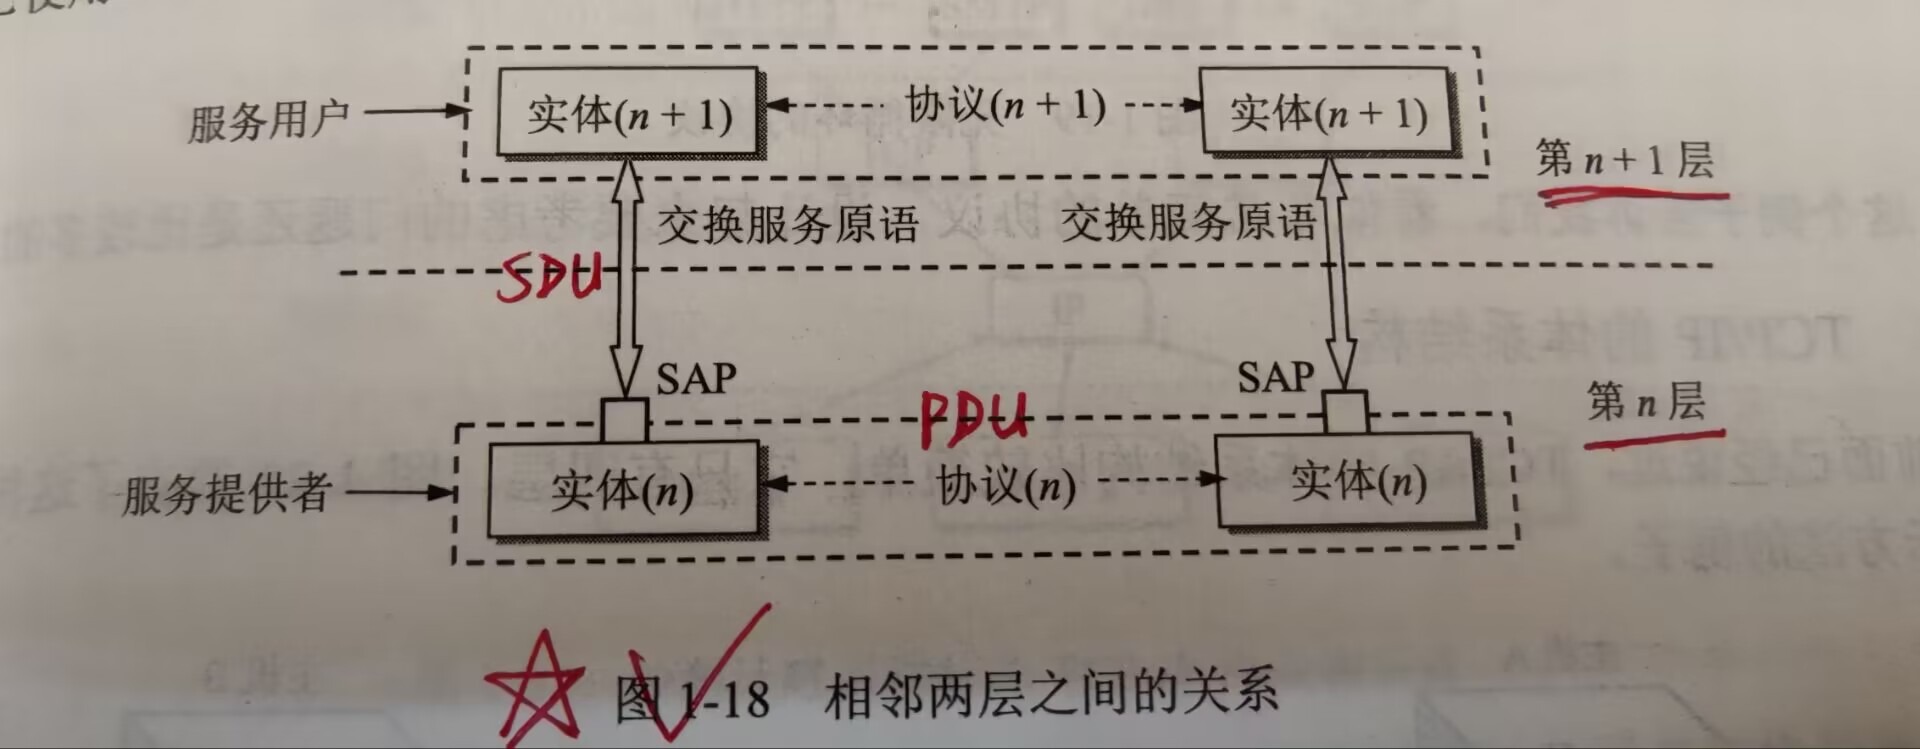 服务用户 实体(n + 1) 协议(n + 1) 实体(n + 1)
第 n + 1 层
交换服务原语 交换服务原语
SDU
SAP SAP
PDU
第 n 层
服务提供者 实体(n) 协议(n) 实体(n)
图 1-18 相邻两层之间的关系